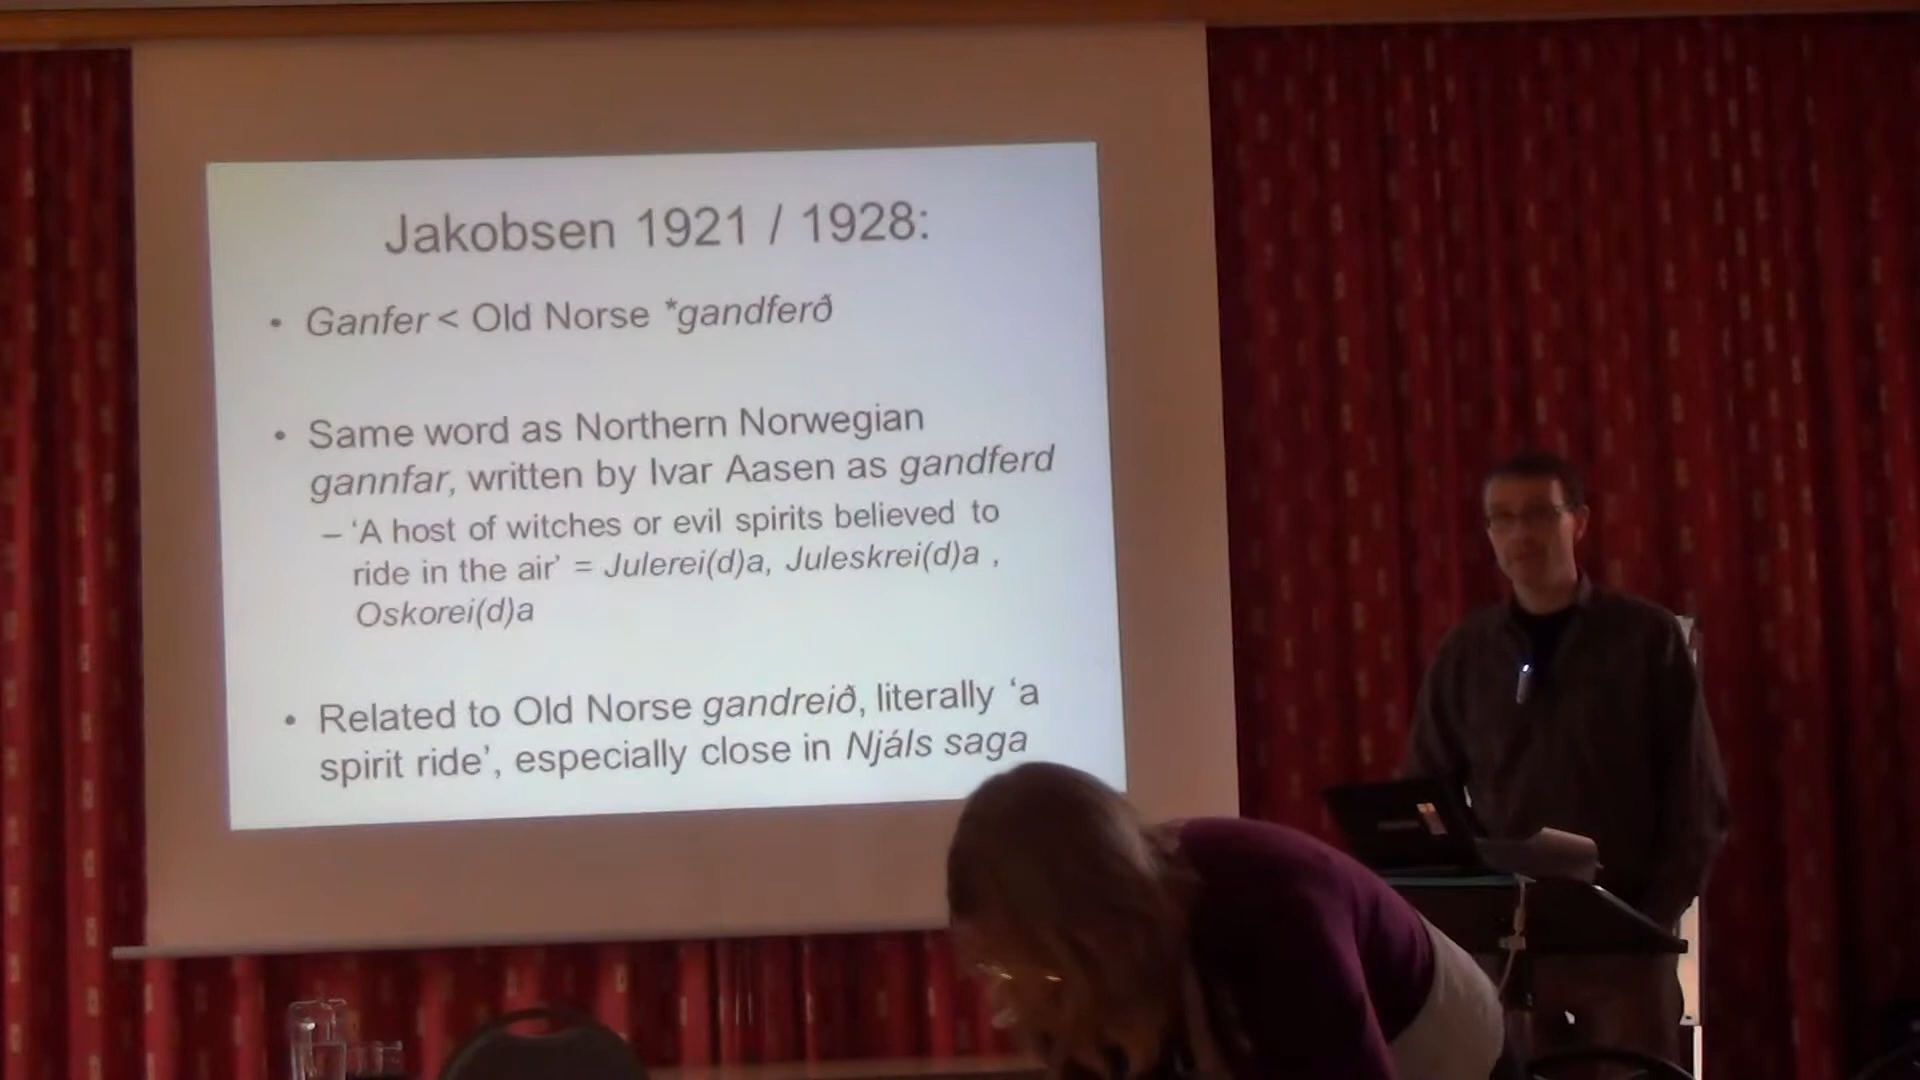 Jakobsen 1921 / 1928:
• Ganfer < Old Norse *gandferð
• Same word as Northern Norwegian
gannfar, written by Ivar Aasen as gandferd
– ‘A host of witches or evil spirits believed to
ride in the air’ = Julerei(d)a, Juleskrei(d)a ,
Oskorei(d)a
• Related to Old Norse gandreið, literally ‘a
spirit ride’, especially close in Njáls saga